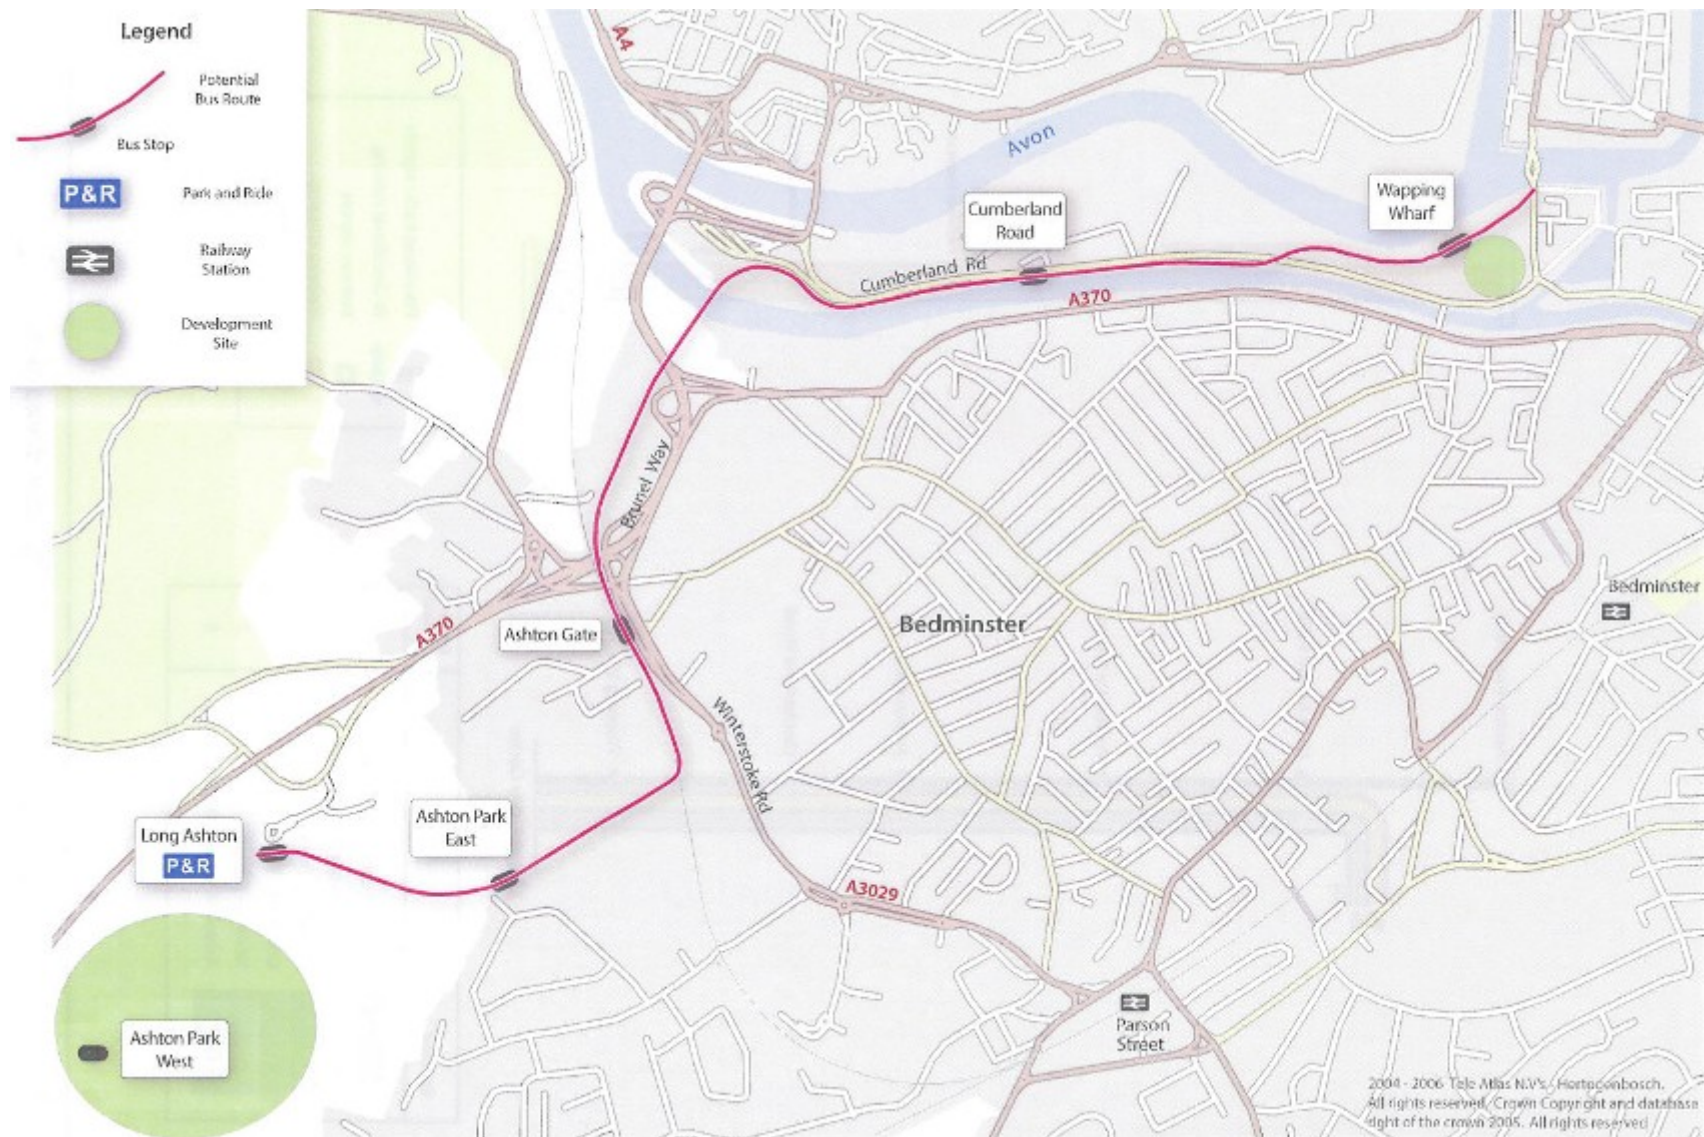 Legend
Potential
Bus Route
Bus Stop
P&R
Park and Ride
Railway
Station
Development
Site
A4
Avon
Wapping
Wharf
Cumberland
Road
Cumberland Rd
A370
Brunel Way
Bedminster
Bedminster
A370
Ashton Gate
Winterstoke Rd
Ashton Park
East
Long Ashton
P&R
A3029
Ashton Park
West
Parson
Street
2004 - 2006 Tele Atlas N.V's - Hertogenbosch.
All rights reserved, Crown Copyright and database
right of the crown 2005. All rights reserved